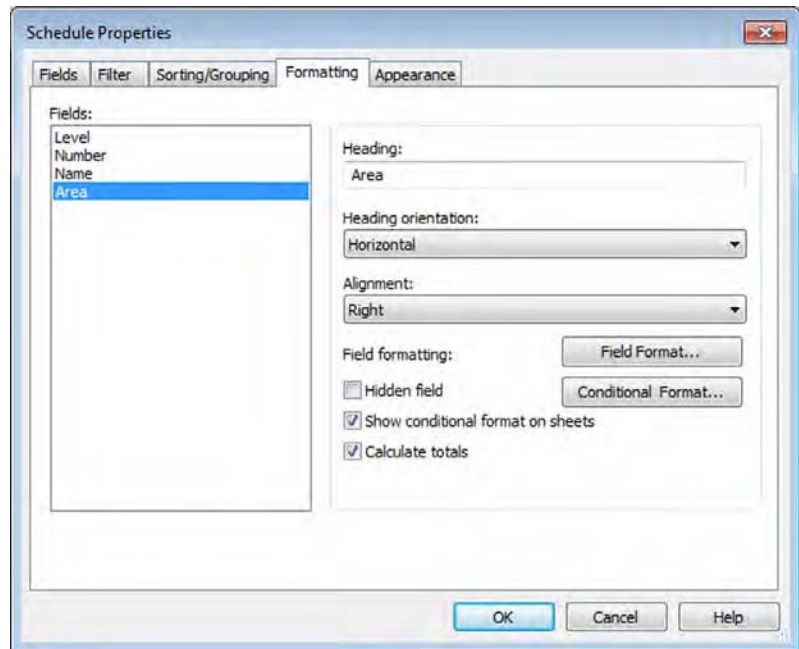 Schedule Properties
Fields Filter Sorting/Grouping Formatting Appearance
Fields:
Level
Number
Name
Area
Heading:
Area
Heading orientation:
Horizontal
Alignment:
Right
Field formatting:
Field Format...
Hidden field
Conditional Format...
Show conditional format on sheets
Calculate totals
OK Cancel Help